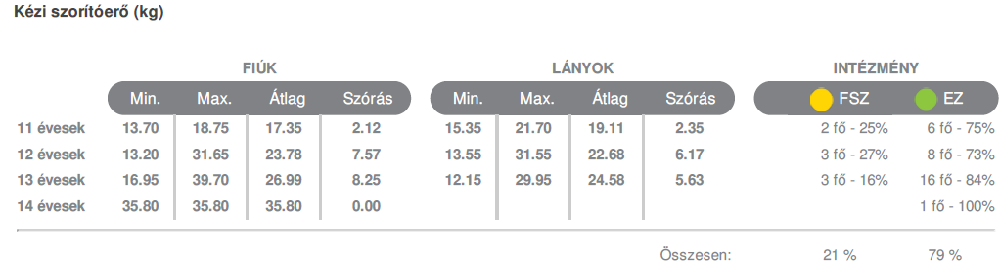 Kézi szorítóerő (kg)
FIÚK LÁNYOK INTÉZMÉNY
Min. Max. Átlag Szórás Min. Max. Átlag Szórás FSZ EZ
11 évesek 13.70 18.75 17.35 2.12 15.35 21.70 19.11 2.35 2 fő - 25% 6 fő - 75%
12 évesek 13.20 31.65 23.78 7.57 13.55 31.55 22.68 6.17 3 fő - 27% 8 fő - 73%
13 évesek 16.95 39.70 26.99 8.25 12.15 29.95 24.58 5.63 3 fő - 16% 16 fő - 84%
14 évesek 35.80 35.80 35.80 0.00 1 fő - 100%
Összesen: 21 % 79 %